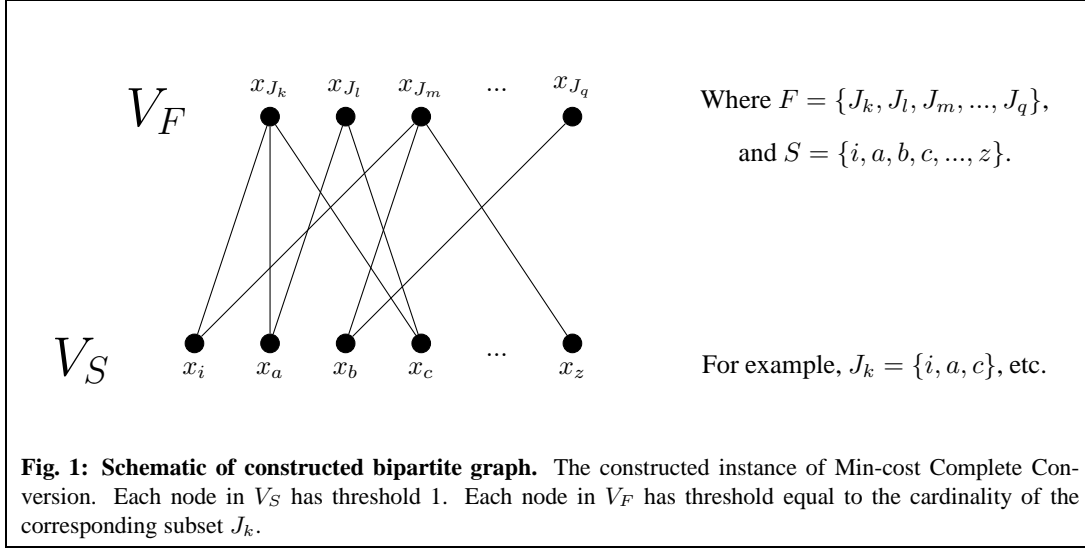 $x_{J_k}$ $x_{J_l}$ $x_{J_m}$ ... $x_{J_q}$
$V_F$
Where $F = \{J_k, J_l, J_m, ..., J_q\}$,
and $S = \{i, a, b, c, ..., z\}$.
$V_S$
...
$x_i$ $x_a$ $x_b$ $x_c$ $x_z$
For example, $J_k = \{i, a, c\}$, etc.
Fig. 1: Schematic of constructed bipartite graph. The constructed instance of Min-cost Complete Con-
version. Each node in $V_S$ has threshold 1. Each node in $V_F$ has threshold equal to the cardinality of the
corresponding subset $J_k$.